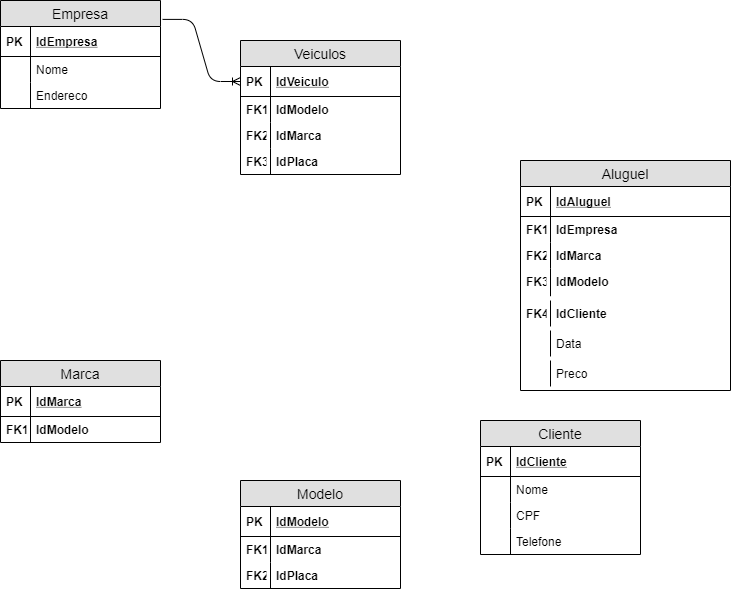 Empresa
PK IdEmpresa
Nome
Endereco
Veiculos
PK IdVeiculo
FK1 IdModelo
FK2 IdMarca
FK3 IdPlaca
Aluguel
PK IdAluguel
FK1 IdEmpresa
FK2 IdMarca
FK3 IdModelo
FK4 IdCliente
Data
Preco
Marca
PK IdMarca
FK1 IdModelo
Cliente
PK IdCliente
Nome
CPF
Telefone
Modelo
PK IdModelo
FK1 IdMarca
FK2 IdPlaca